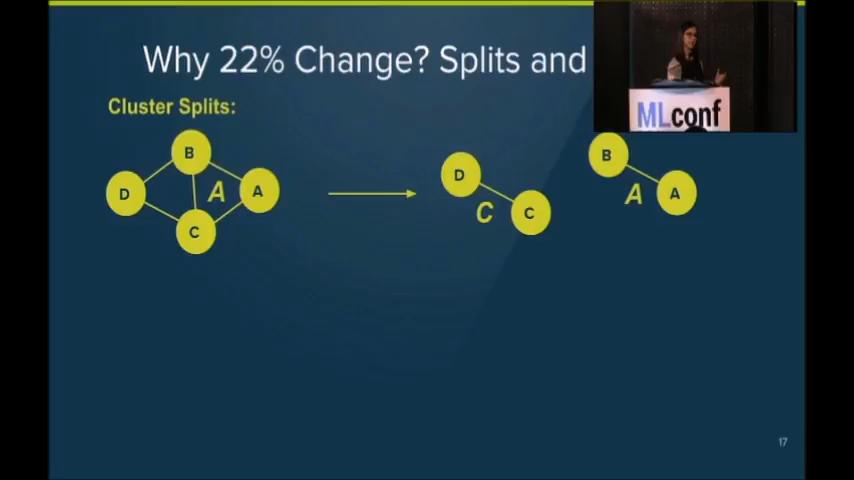 Why 22% Change? Splits and
MLconf
Cluster Splits:
B
D
A
A
C
D
C
C
B
A
A
17